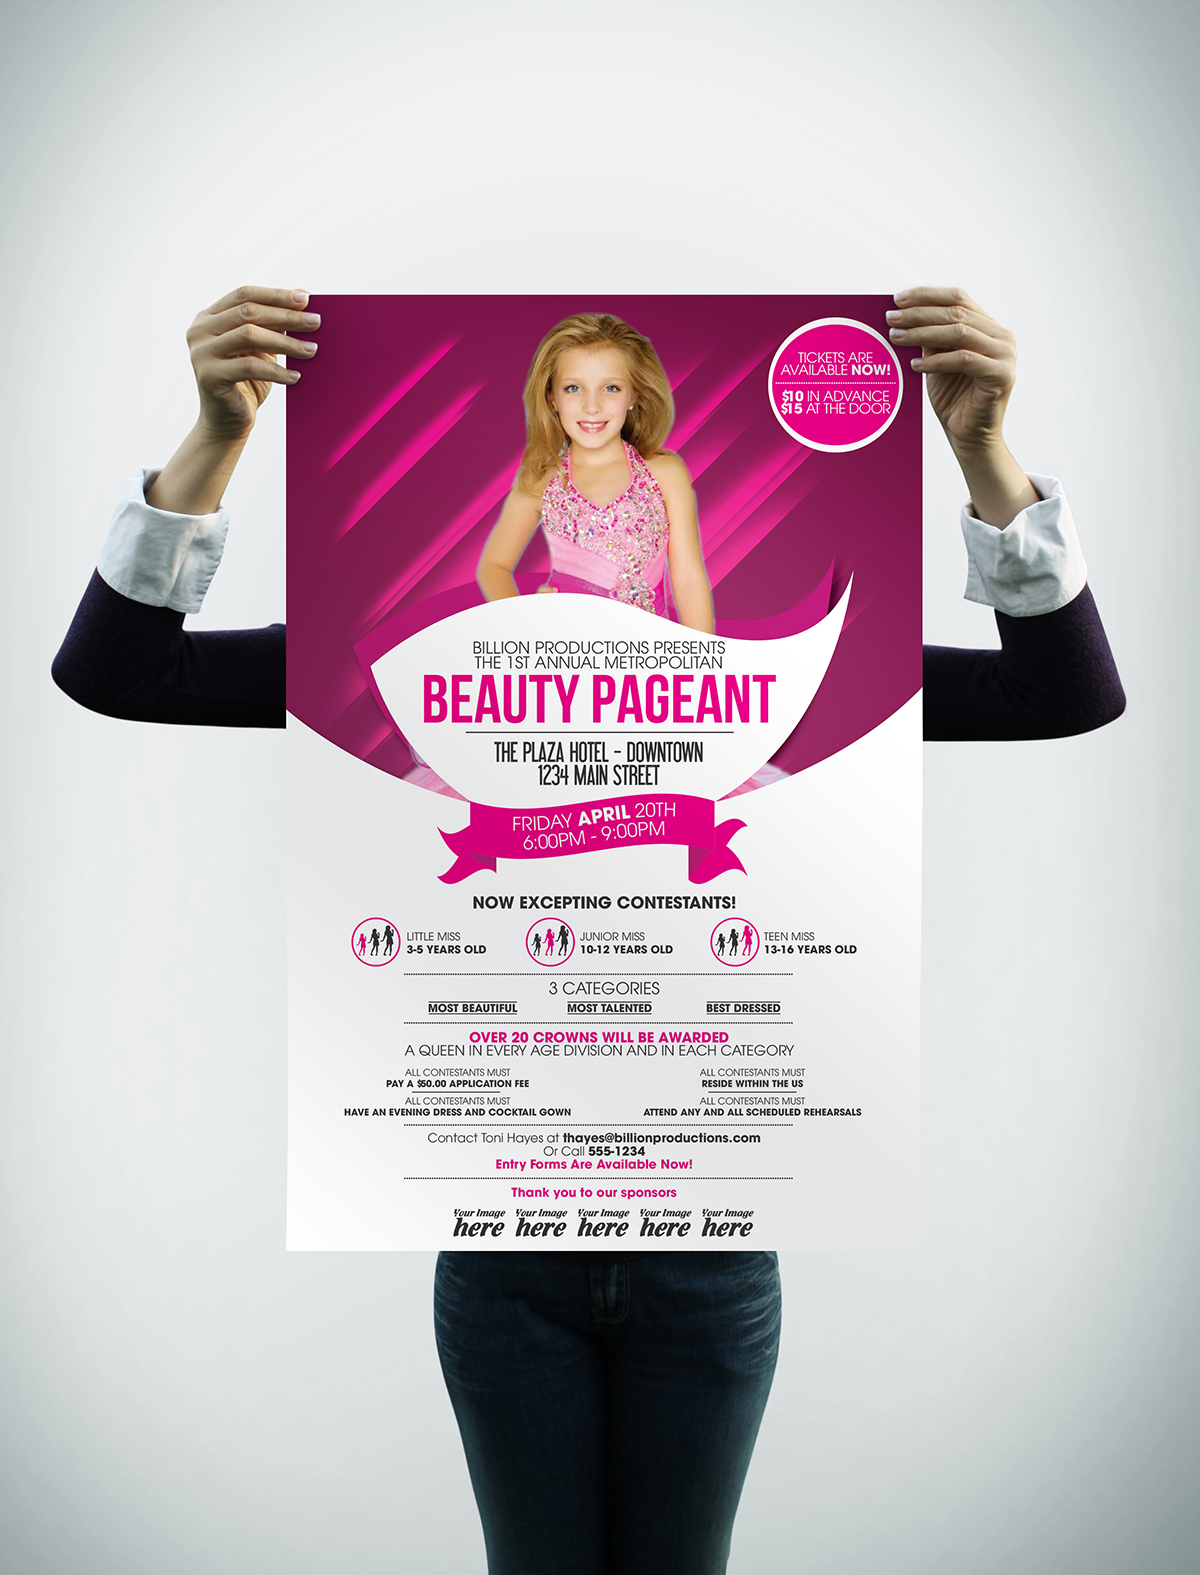 TICKETS ARE
AVAILABLE NOW!
$10 IN ADVANCE
$15 AT THE DOOR
BILLION PRODUCTIONS PRESENTS
THE 1ST ANNUAL METROPOLITAN
BEAUTY PAGEANT
THE PLAZA HOTEL - DOWNTOWN
1234 MAIN STREET
FRIDAY APRIL 20TH
6:00PM - 9:00PM
NOW EXCEPTING CONTESTANTS!
LITTLE MISS
3-5 YEARS OLD
JUNIOR MISS
10-12 YEARS OLD
TEEN MISS
13-16 YEARS OLD
3 CATEGORIES
MOST BEAUTIFUL
MOST TALENTED
BEST DRESSED
OVER 20 CROWNS WILL BE AWARDED
A QUEEN IN EVERY AGE DIVISION AND IN EACH CATEGORY
ALL CONTESTANTS MUST
PAY A $50.00 APPLICATION FEE
ALL CONTESTANTS MUST
RESIDE WITHIN THE US
ALL CONTESTANTS MUST
HAVE AN EVENING DRESS AND COCKTAIL GOWN
ALL CONTESTANTS MUST
ATTEND ANY AND ALL SCHEDULED REHEARSALS
Contact Toni Hayes at thayes@billionproductions.com
Or Call 555-1234
Entry Forms Are Available Now!
Thank you to our sponsors
Your Image Your Image Your Image Your Image Your Image
here here here here here